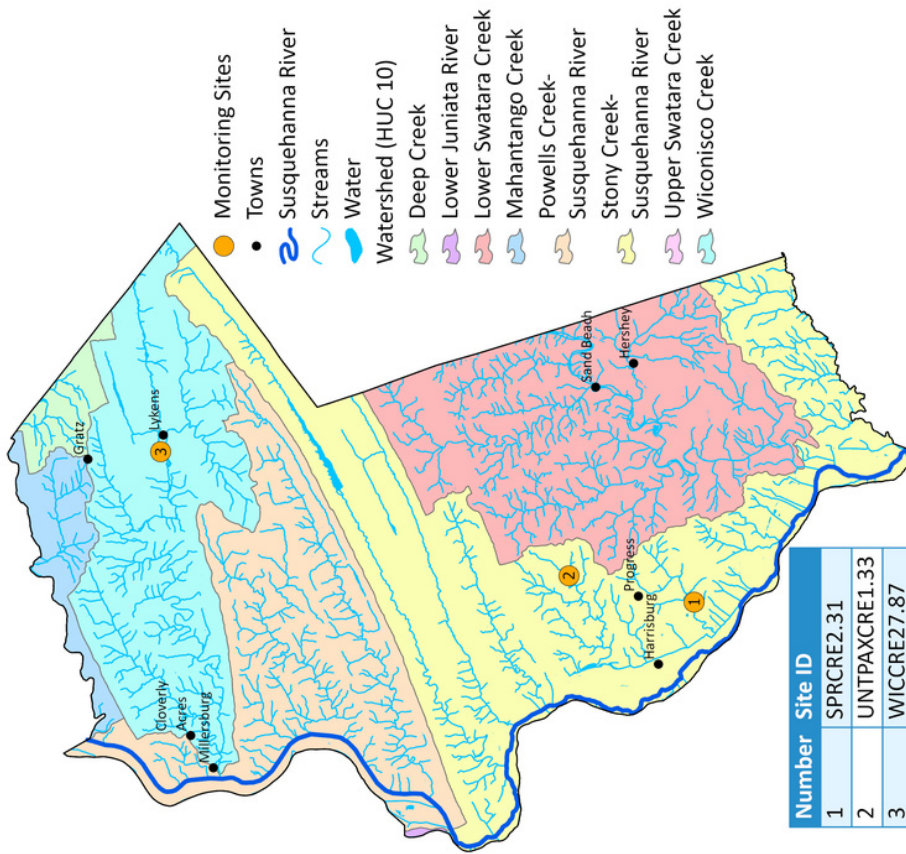 Gratz
Lykens
3
Cloverly
Acres
Millersburg
Sand Beach
Hershey
2
Progress
Harrisburg
1
Monitoring Sites
Towns
Susquehanna River
Streams
Water
Watershed (HUC 10)
Deep Creek
Lower Juniata River
Lower Swatara Creek
Mahantango Creek
Powells Creek-
Susquehanna River
Stony Creek-
Susquehanna River
Upper Swatara Creek
Wiconisco Creek
Number Site ID
1 SPRCRE2.31
2 UNTPAXCRE1.33
3 WICCRE27.87